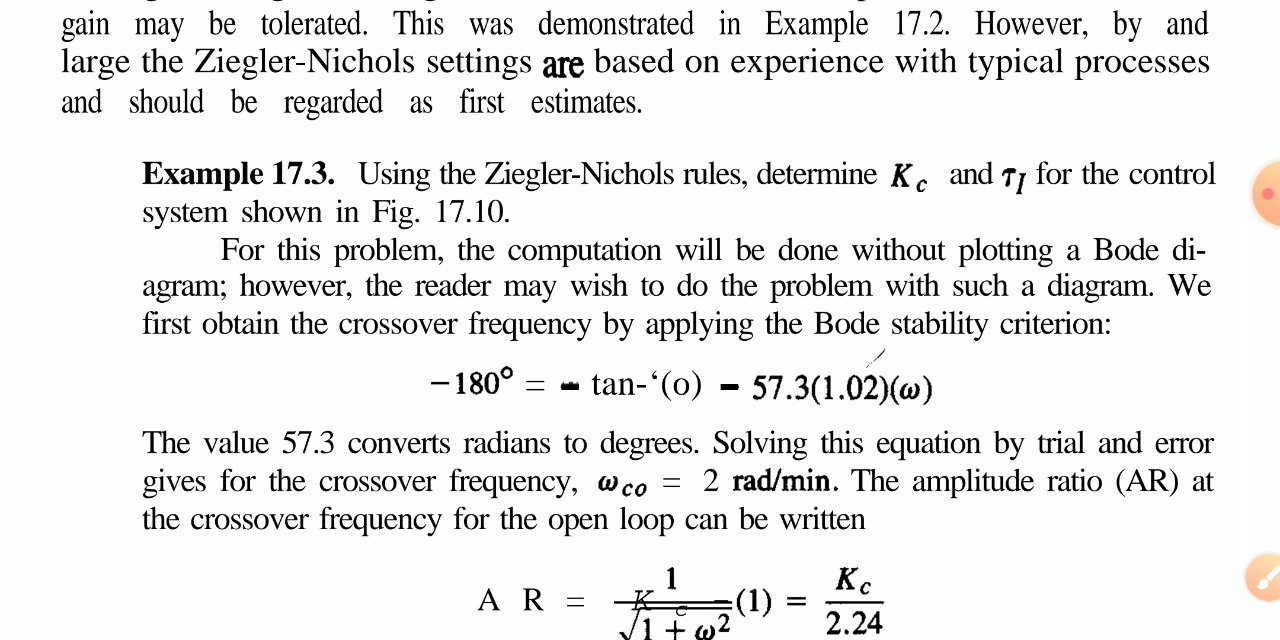 gain may be tolerated. This was demonstrated in Example 17.2. However, by and
large the Ziegler-Nichols settings are based on experience with typical processes
and should be regarded as first estimates.
Example 17.3. Using the Ziegler-Nichols rules, determine K_c and τ_I for the control
system shown in Fig. 17.10.
For this problem, the computation will be done without plotting a Bode di-
agram; however, the reader may wish to do the problem with such a diagram. We
first obtain the crossover frequency by applying the Bode stability criterion:
−180° = − tan-‘(o) − 57.3(1.02)(ω)
The value 57.3 converts radians to degrees. Solving this equation by trial and error
gives for the crossover frequency, ω_co = 2 rad/min. The amplitude ratio (AR) at
the crossover frequency for the open loop can be written
A R = K_c 1/√1 + ω² (1) = K_c/2.24